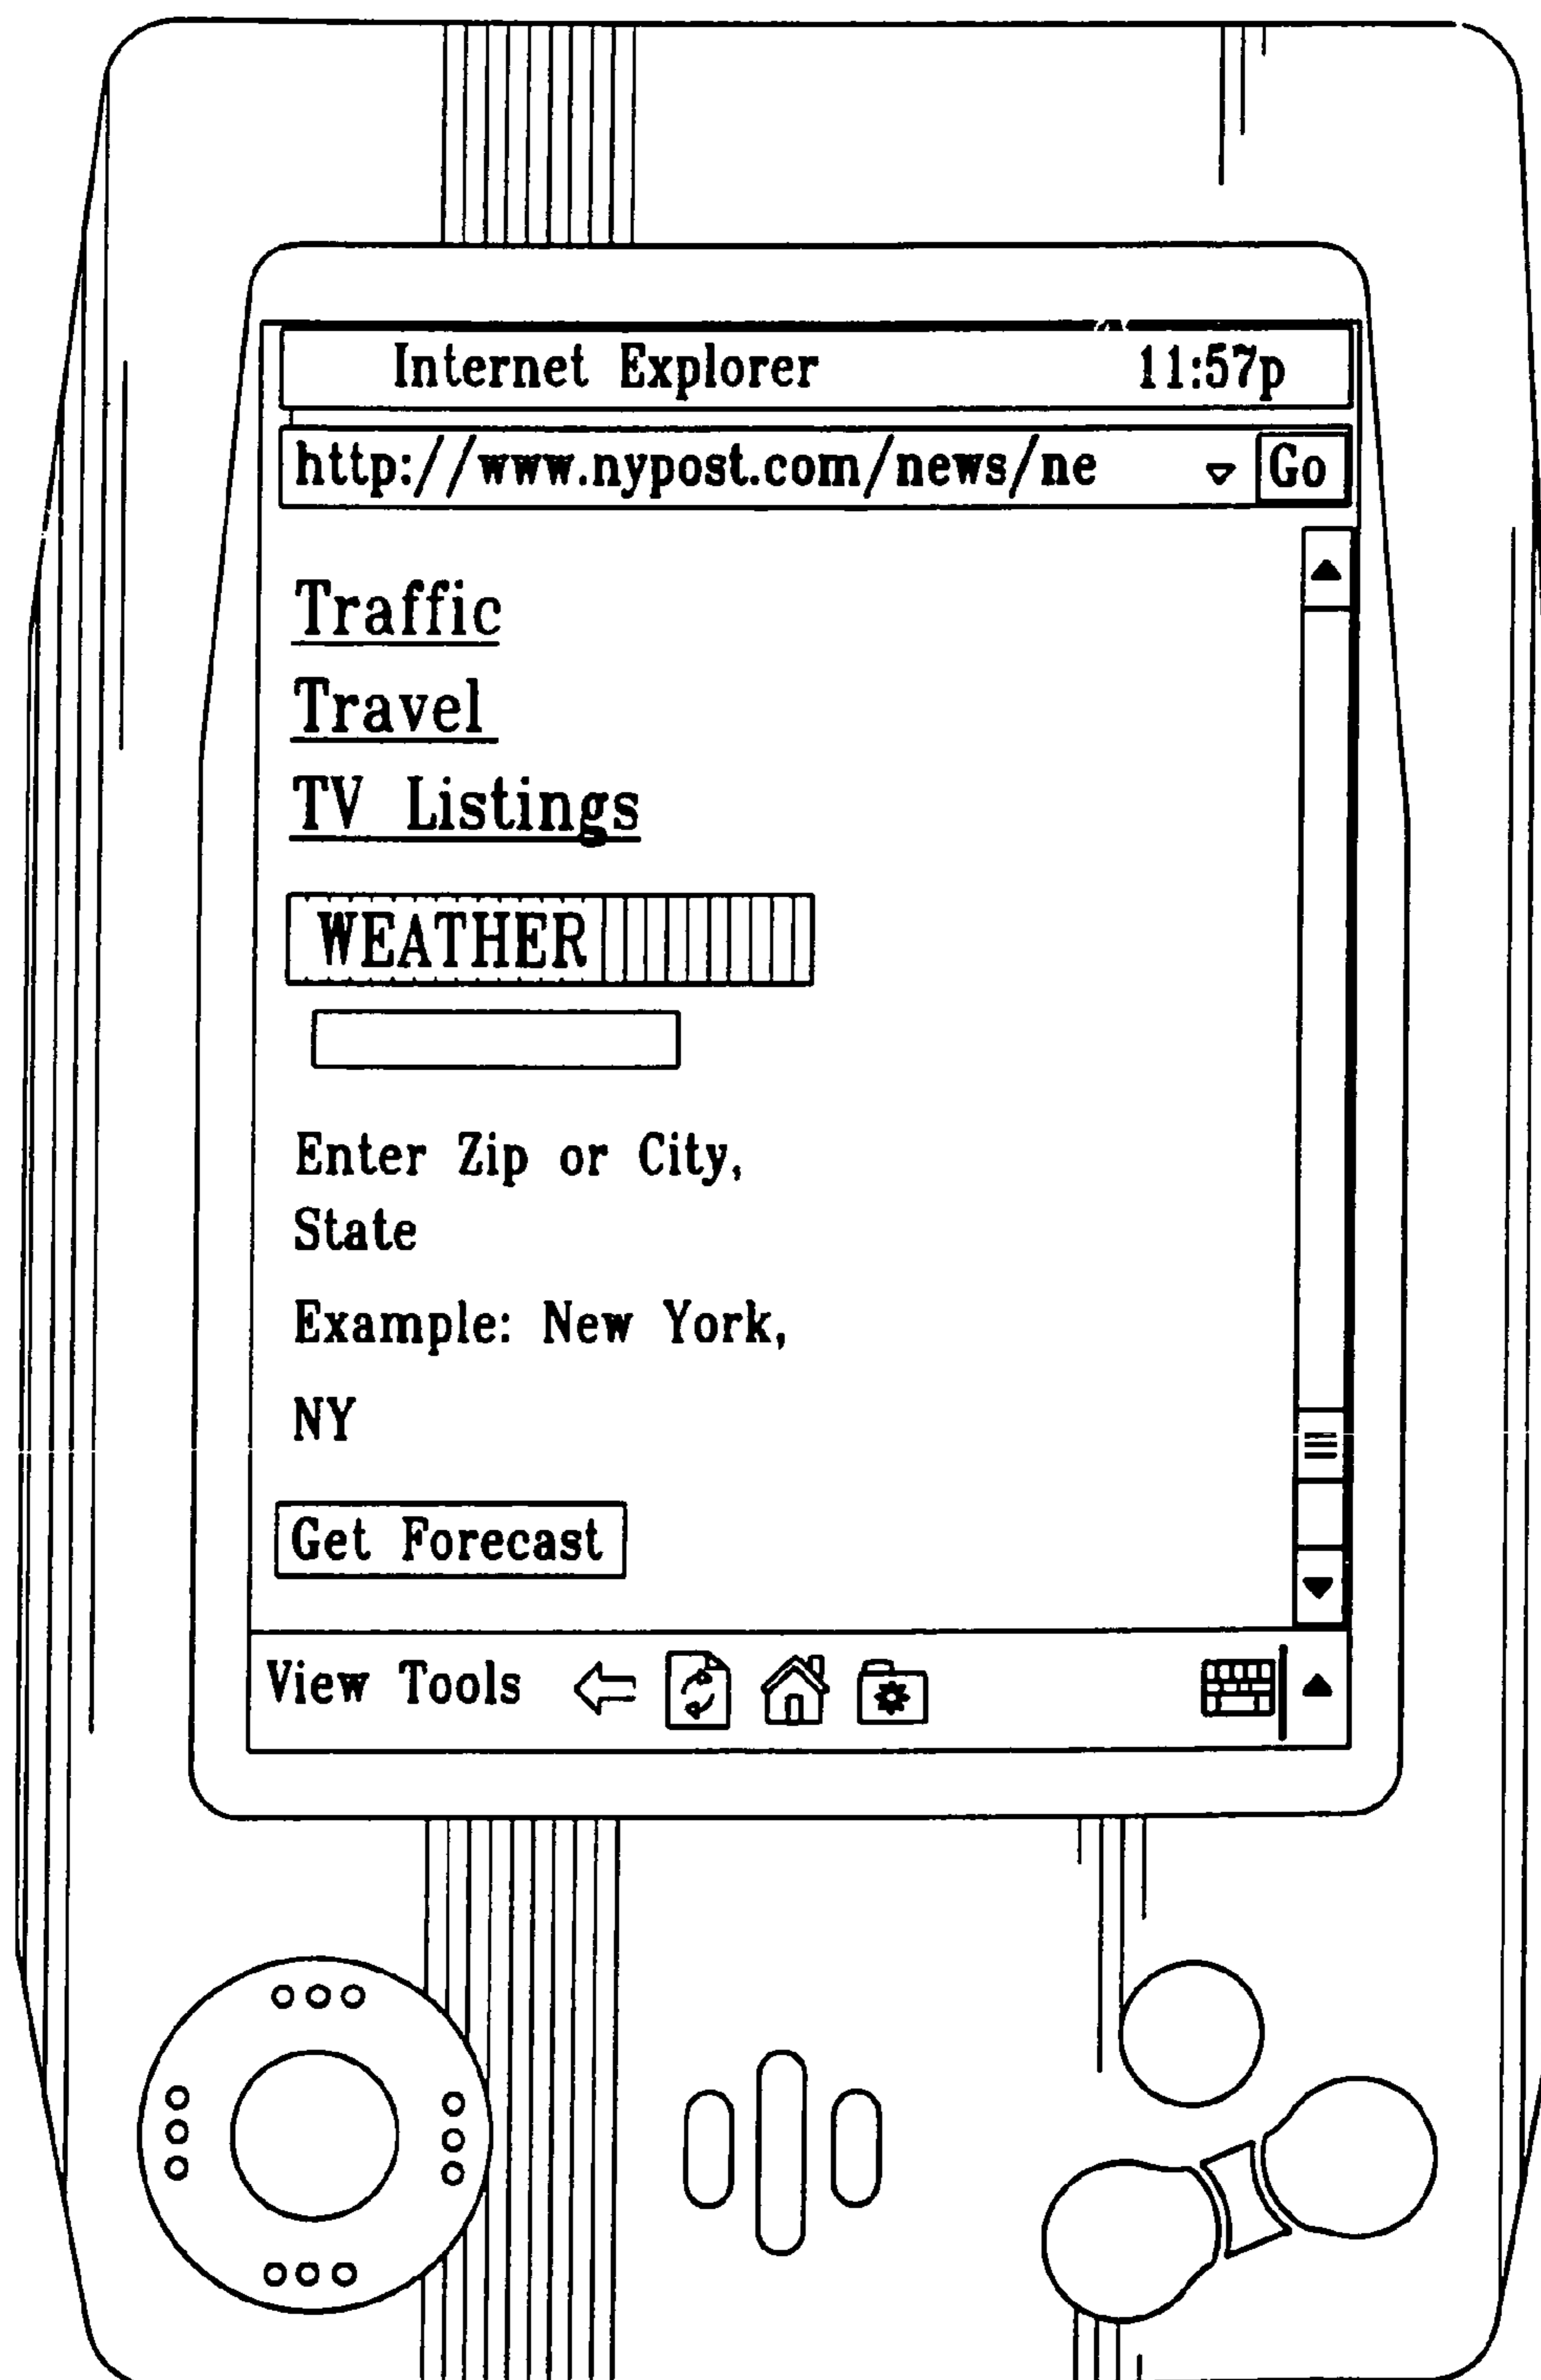 Internet Explorer 11:57p
http://www.nypost.com/news/ne Go
Traffic
Travel
TV Listings
WEATHER
Enter Zip or City,
State
Example: New York,
NY
Get Forecast
View Tools